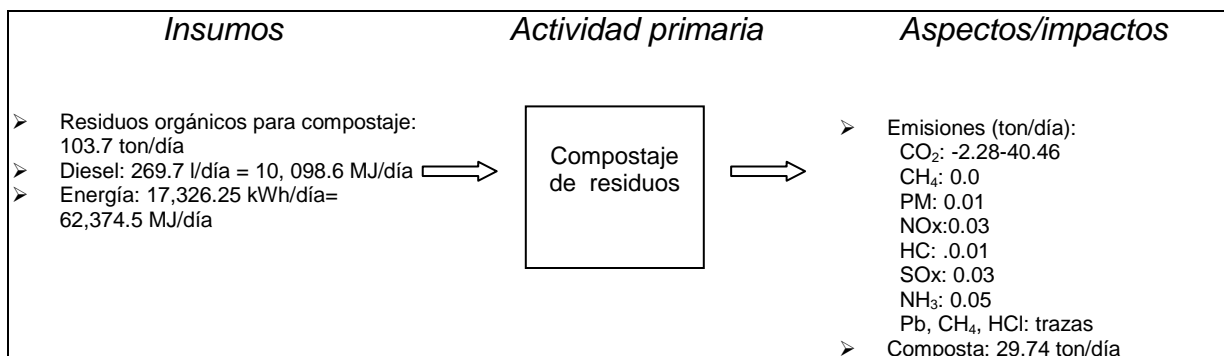 Insumos
Actividad primaria
Aspectos/impactos
➢ Residuos orgánicos para compostaje:
103.7 ton/día
➢ Diesel: 269.7 l/día = 10, 098.6 MJ/día
➢ Energía: 17,326.25 kWh/día=
62,374.5 MJ/día
Compostaje
de residuos
➢ Emisiones (ton/día):
CO₂: -2.28-40.46
CH₄: 0.0
PM: 0.01
NOx:0.03
HC: .0.01
SOx: 0.03
NH₃: 0.05
Pb, CH₄, HCl: trazas
➢ Composta: 29.74 ton/día